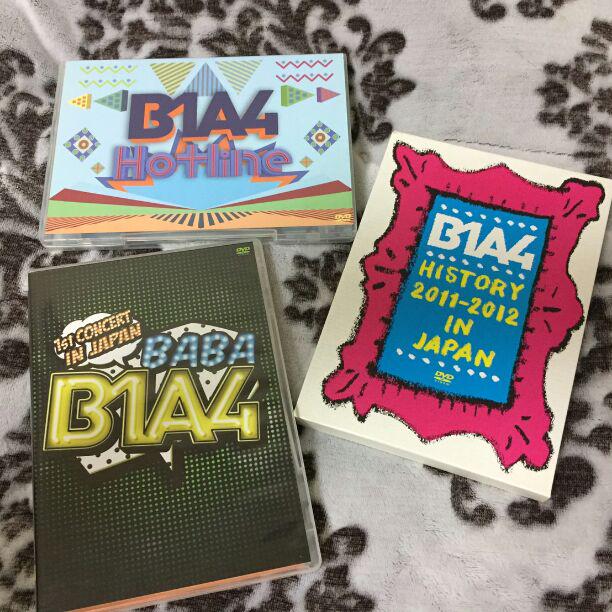 B1A4
Hotline
DVD
DVD
1ST CONCERT
IN JAPAN
BABA
B1A4
B1A4
HISTORY
2011-2012
IN
JAPAN
DVD